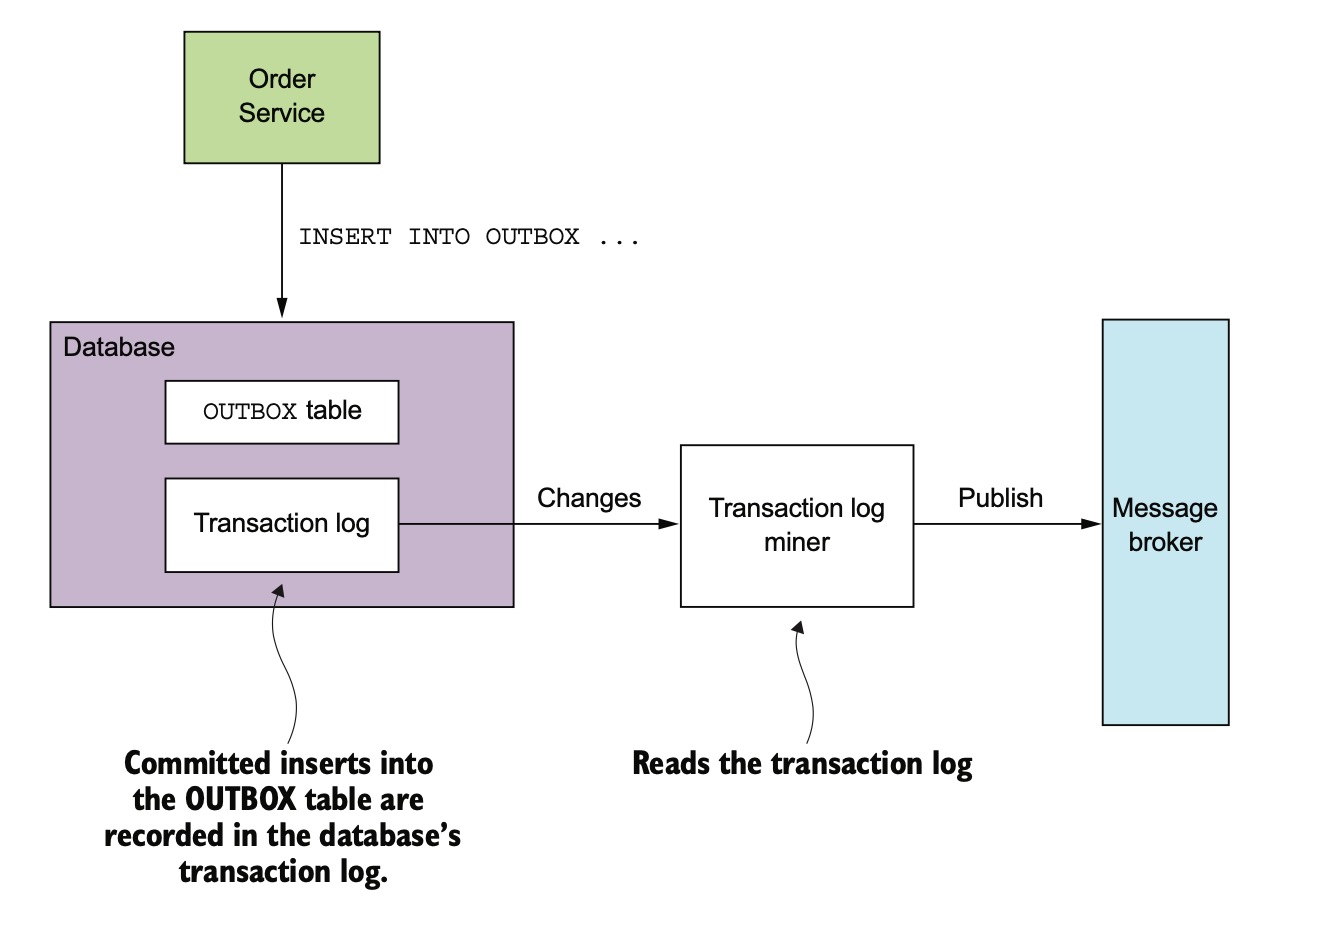 Order
Service
INSERT INTO OUTBOX ...
Database
OUTBOX table
Transaction log
Changes
Transaction log
miner
Publish
Message
broker
Committed inserts into
the OUTBOX table are
recorded in the database’s
transaction log.
Reads the transaction log